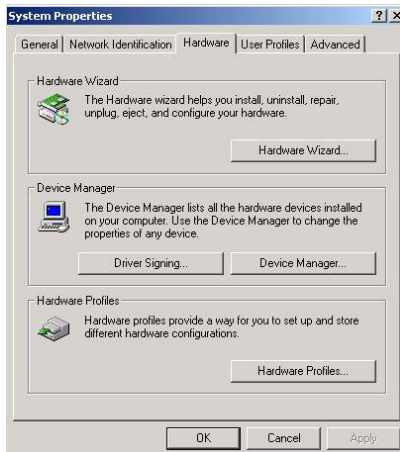 System Properties
General
Network Identification
Hardware
User Profiles
Advanced
Hardware Wizard
The Hardware wizard helps you install, uninstall, repair,
unplug, eject, and configure your hardware.
Hardware Wizard...
Device Manager
The Device Manager lists all the hardware devices installed
on your computer. Use the Device Manager to change the
properties of any device.
Driver Signing...
Device Manager...
Hardware Profiles
Hardware profiles provide a way for you to set up and store
different hardware configurations.
Hardware Profiles...
OK
Cancel
Apply